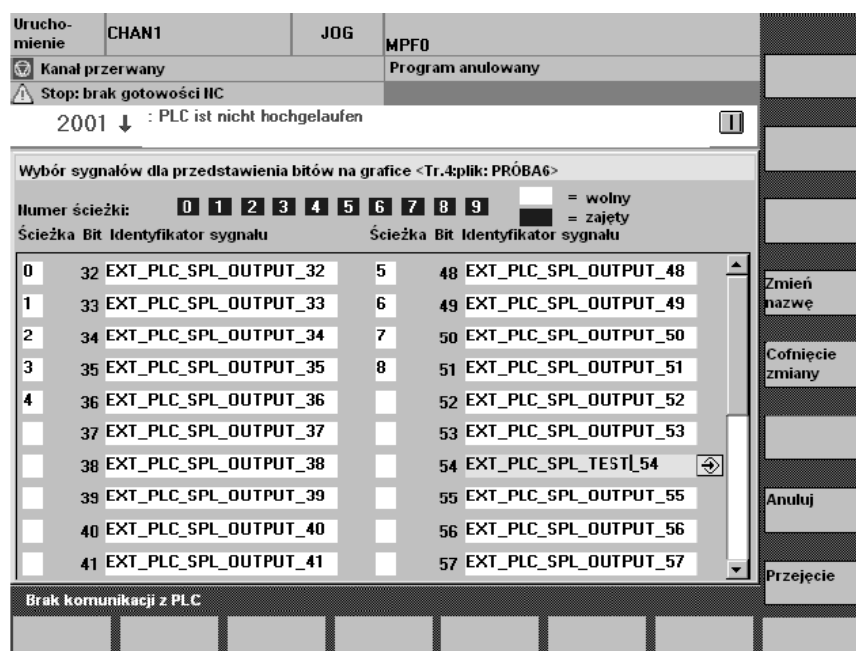 Urucho-
mienie
CHAN1
JOG
MPF0
Kanał przerwany
Program anulowany
Stop: brak gotowości NC
2001 ↓ : PLC ist nicht hochgelaufen
Wybór sygnałów dla przedstawienia bitów na grafice <Tr.4:plik: PRÓBA6>
Numer ścieżki: 0 1 2 3 4 5 6 7 8 9
= wolny
= zajęty
Ścieżka Bit Identyfikator sygnału Ścieżka Bit Identyfikator sygnału
0 32 EXT_PLC_SPL_OUTPUT_32 5 48 EXT_PLC_SPL_OUTPUT_48
1 33 EXT_PLC_SPL_OUTPUT_33 6 49 EXT_PLC_SPL_OUTPUT_49
2 34 EXT_PLC_SPL_OUTPUT_34 7 50 EXT_PLC_SPL_OUTPUT_50
3 35 EXT_PLC_SPL_OUTPUT_35 8 51 EXT_PLC_SPL_OUTPUT_51
4 36 EXT_PLC_SPL_OUTPUT_36 52 EXT_PLC_SPL_OUTPUT_52
37 EXT_PLC_SPL_OUTPUT_37 53 EXT_PLC_SPL_OUTPUT_53
38 EXT_PLC_SPL_OUTPUT_38 54 EXT_PLC_SPL_TEST_54
39 EXT_PLC_SPL_OUTPUT_39 55 EXT_PLC_SPL_OUTPUT_55
40 EXT_PLC_SPL_OUTPUT_40 56 EXT_PLC_SPL_OUTPUT_56
41 EXT_PLC_SPL_OUTPUT_41 57 EXT_PLC_SPL_OUTPUT_57
Zmień
nazwę
Cofnięcie
zmiany
Anuluj
Przejęcie
Brak komunikacji z PLC